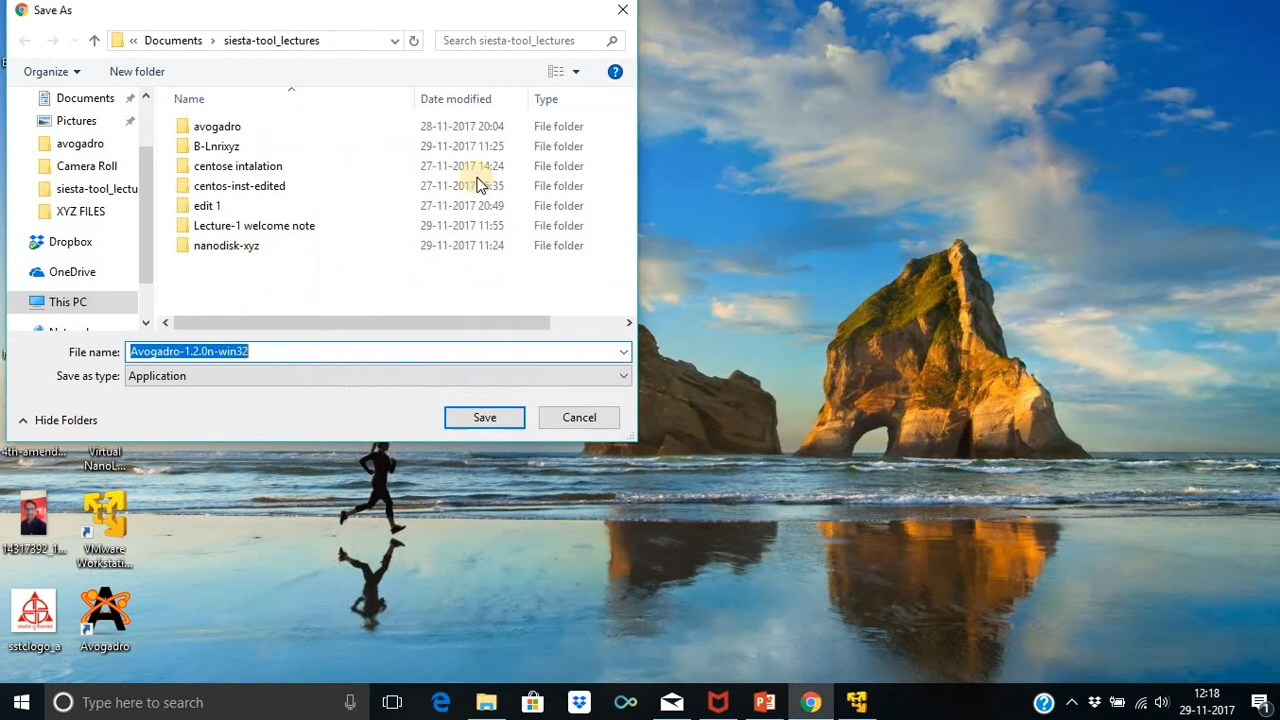 Save As
Documents › siesta-tool_lectures
Search siesta-tool_lectures
Organize
New folder
Documents
Pictures
avogadro
Camera Roll
siesta-tool_lectu
XYZ FILES
Dropbox
OneDrive
This PC
Name
Date modified
Type
avogadro 28-11-2017 20:04 File folder
B-Lnrixyz 29-11-2017 11:25 File folder
centose intalation 27-11-2017 14:24 File folder
centos-inst-edited 27-11-2017 :35 File folder
edit 1 27-11-2017 20:49 File folder
Lecture-1 welcome note 29-11-2017 11:55 File folder
nanodisk-xyz 29-11-2017 11:24 File folder
File name: Avogadro-1.2.0n-win32
Save as type: Application
Hide Folders
Save
Cancel
4th-amend...
Virtual
NanoL...
14317392_1...
VMware
Workstati...
sstclogo_a
Avogadro
Type here to search
12:18
29-11-2017